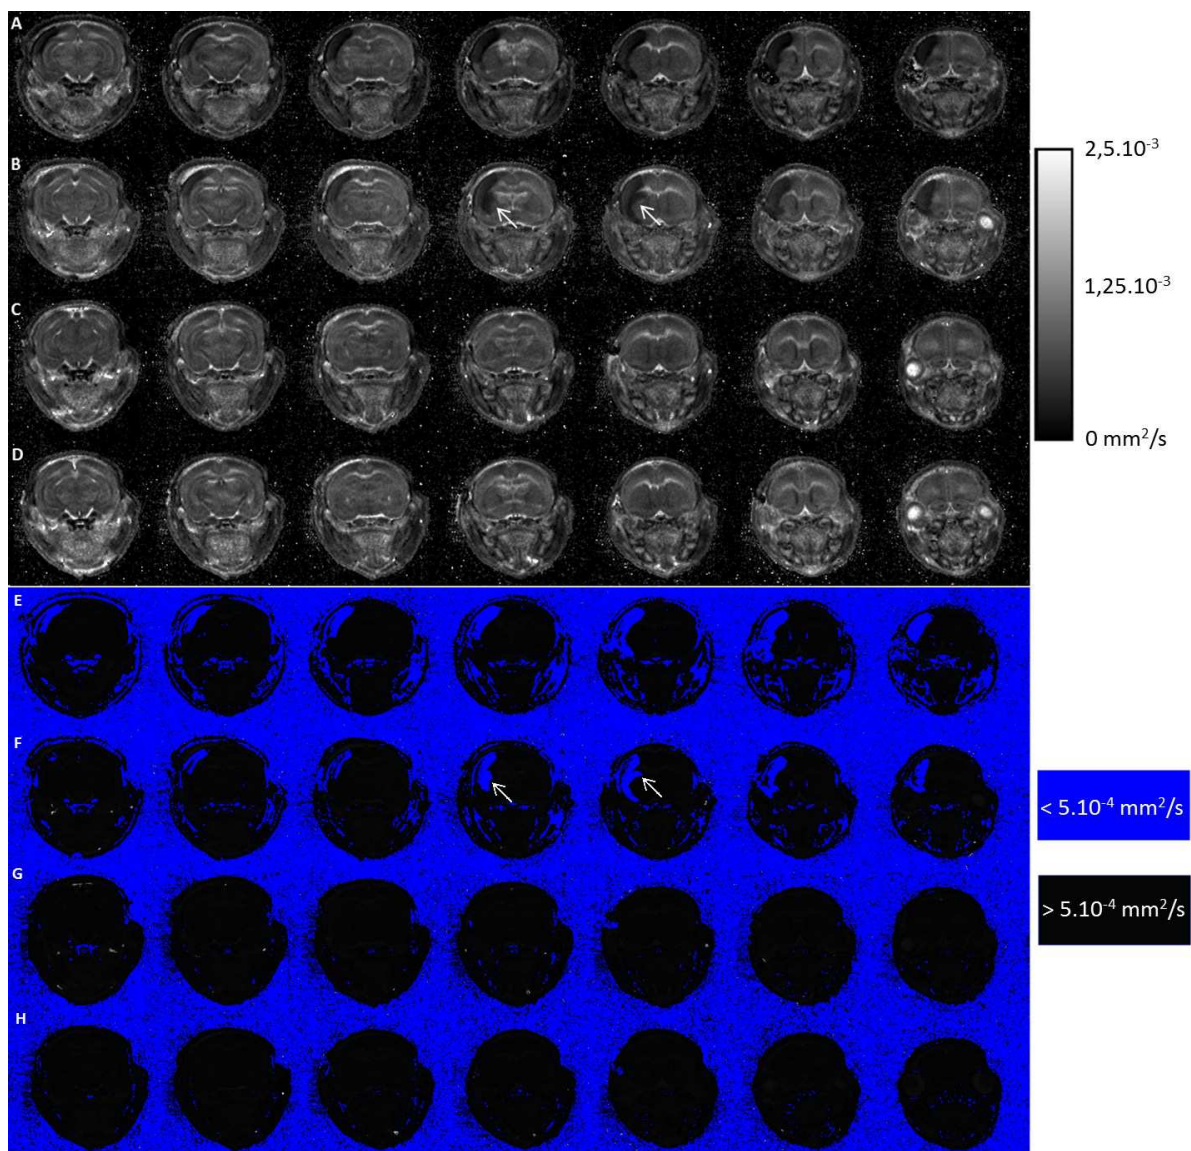 A
B
C
D
2,5.10⁻³
1,25.10⁻³
0 mm²/s
E
F
G
H
< 5.10⁻⁴ mm²/s
> 5.10⁻⁴ mm²/s